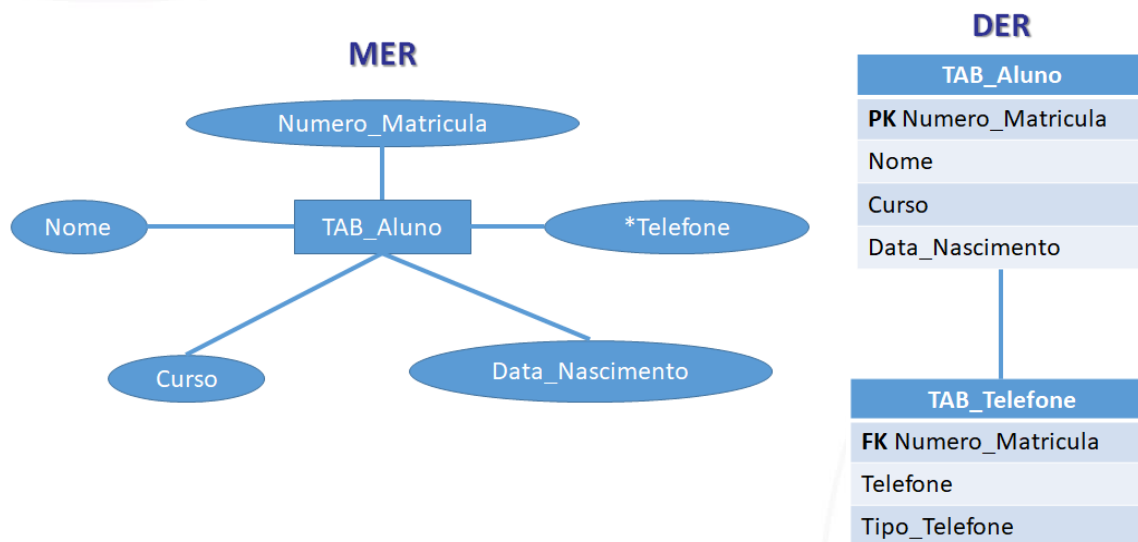 MER
Numero_Matricula
Nome
TAB_Aluno
*Telefone
Curso
Data_Nascimento
DER
TAB_Aluno
PK Numero_Matricula
Nome
Curso
Data_Nascimento
TAB_Telefone
FK Numero_Matricula
Telefone
Tipo_Telefone